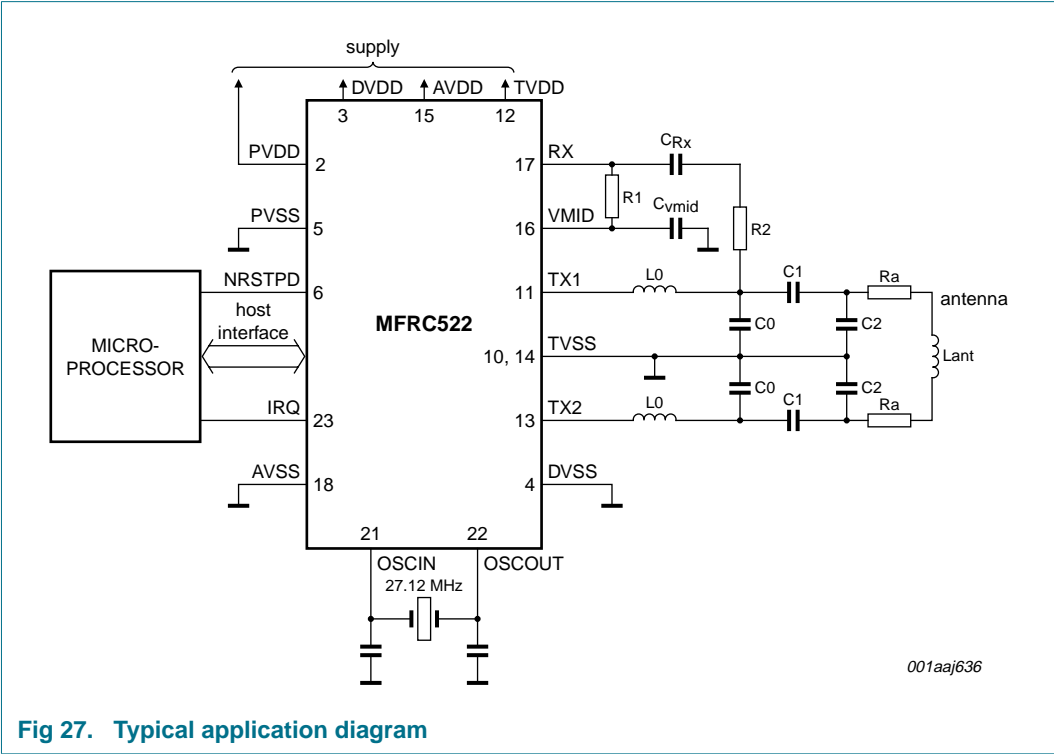 supply
DVDD AVDD TVDD
3 15 12
PVDD 2 17 RX CRx
R1
PVSS 5 16 VMID Cvmid R2
NRSTPD 6 11 TX1 L0 C1 Ra
antenna
host interface
MFRC522
C0 C2
MICRO-
PROCESSOR
10, 14 TVSS
Lant
C0 C2
IRQ 23 13 TX2 L0 C1 Ra
AVSS 18 4 DVSS
21 22
OSCIN OSCOUT
27.12 MHz
001aaj636
Fig 27. Typical application diagram